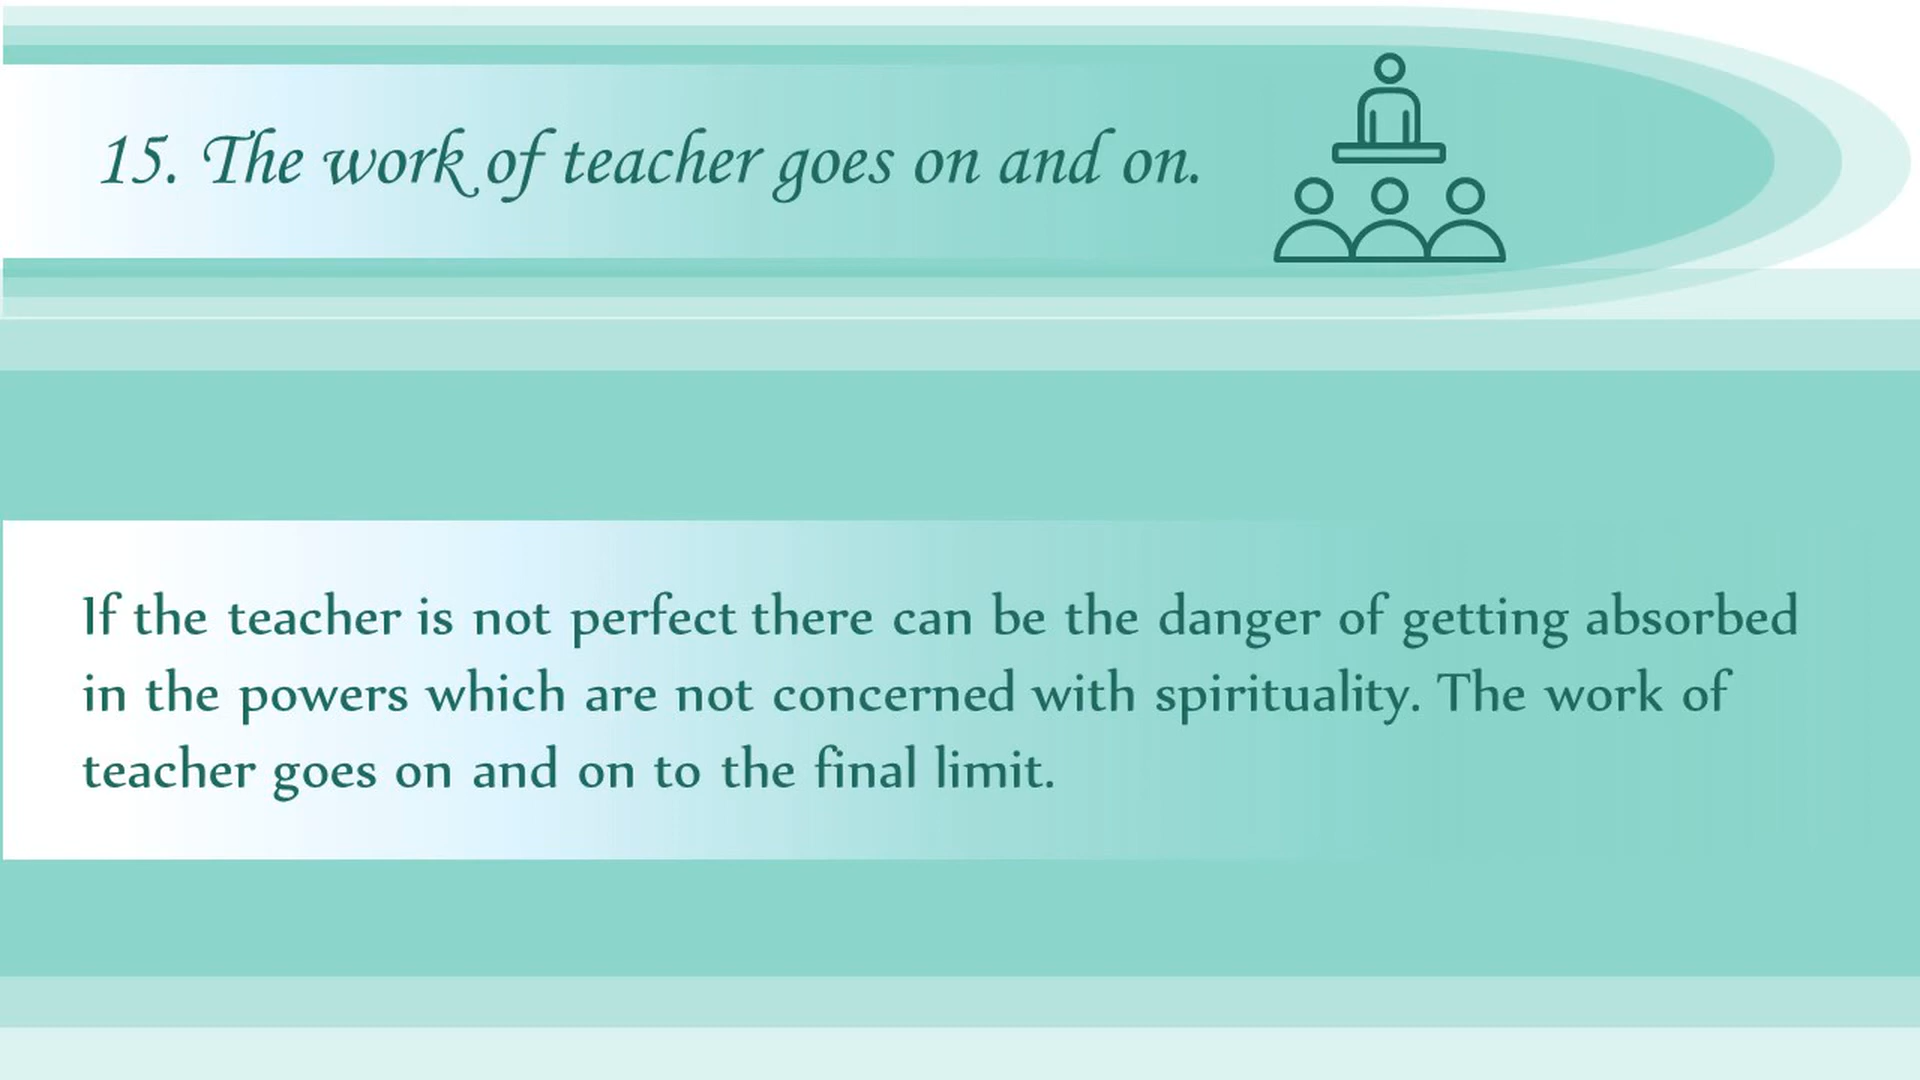 15. The work of teacher goes on and on.
If the teacher is not perfect there can be the danger of getting absorbed
in the powers which are not concerned with spirituality. The work of
teacher goes on and on to the final limit.